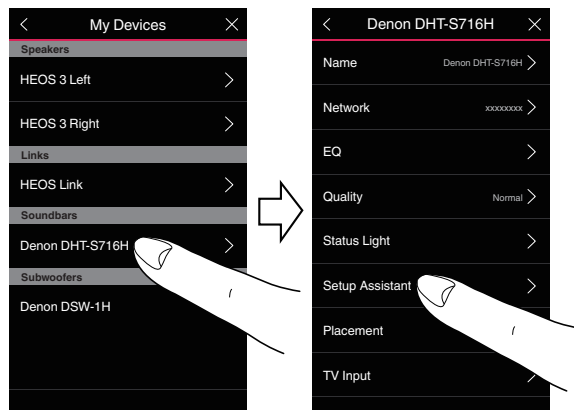 My Devices
Speakers
HEOS 3 Left
HEOS 3 Right
Links
HEOS Link
Soundbars
Denon DHT-S716H
Subwoofers
Denon DSW-1H
Denon DHT-S716H
Name Denon DHT-S716H
Network xxxxxxxx
EQ
Quality Normal
Status Light
Setup Assistant
Placement
TV Input